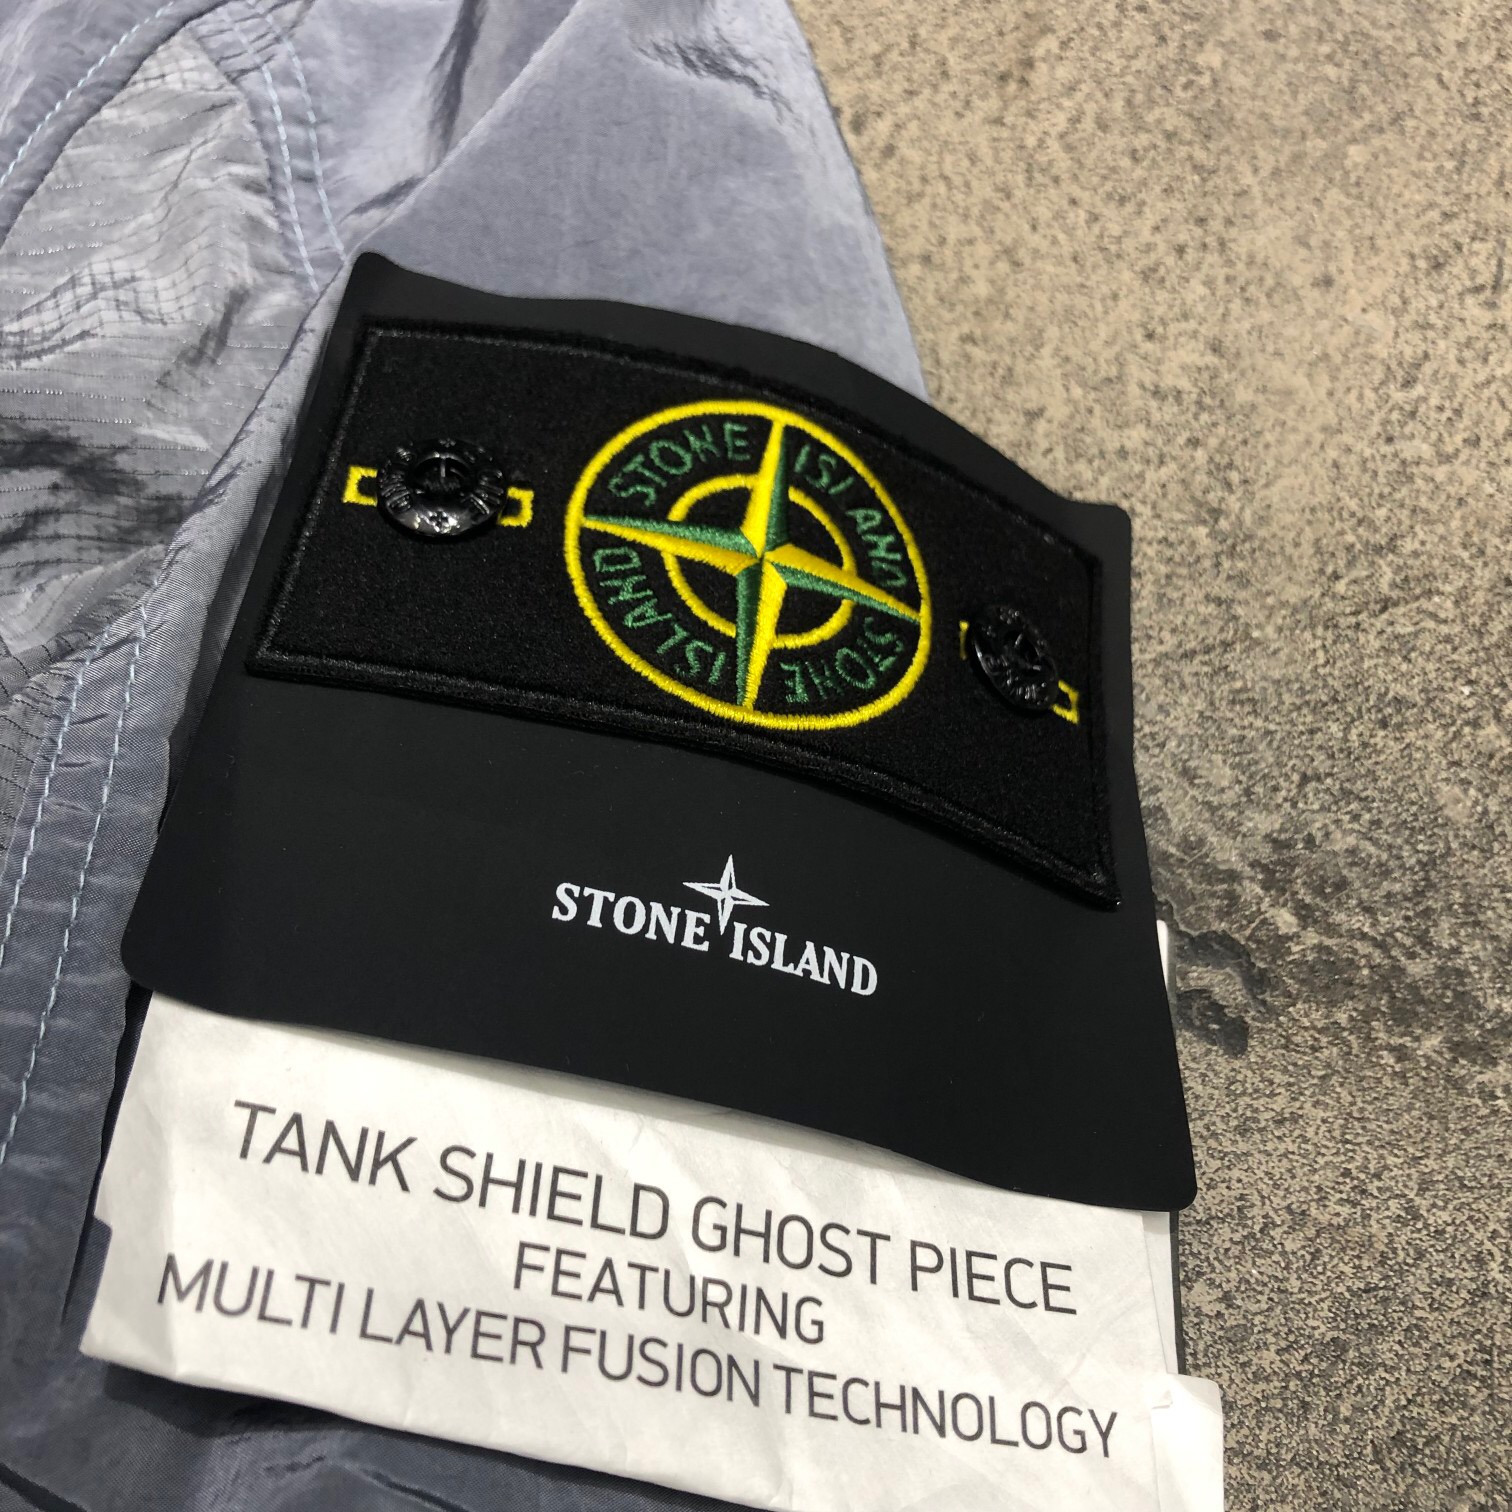 STONE ISLAND
STONE ISLAND
STONE ISLAND
TANK SHIELD GHOST PIECE
FEATURING
MULTI LAYER FUSION TECHNOLOGY